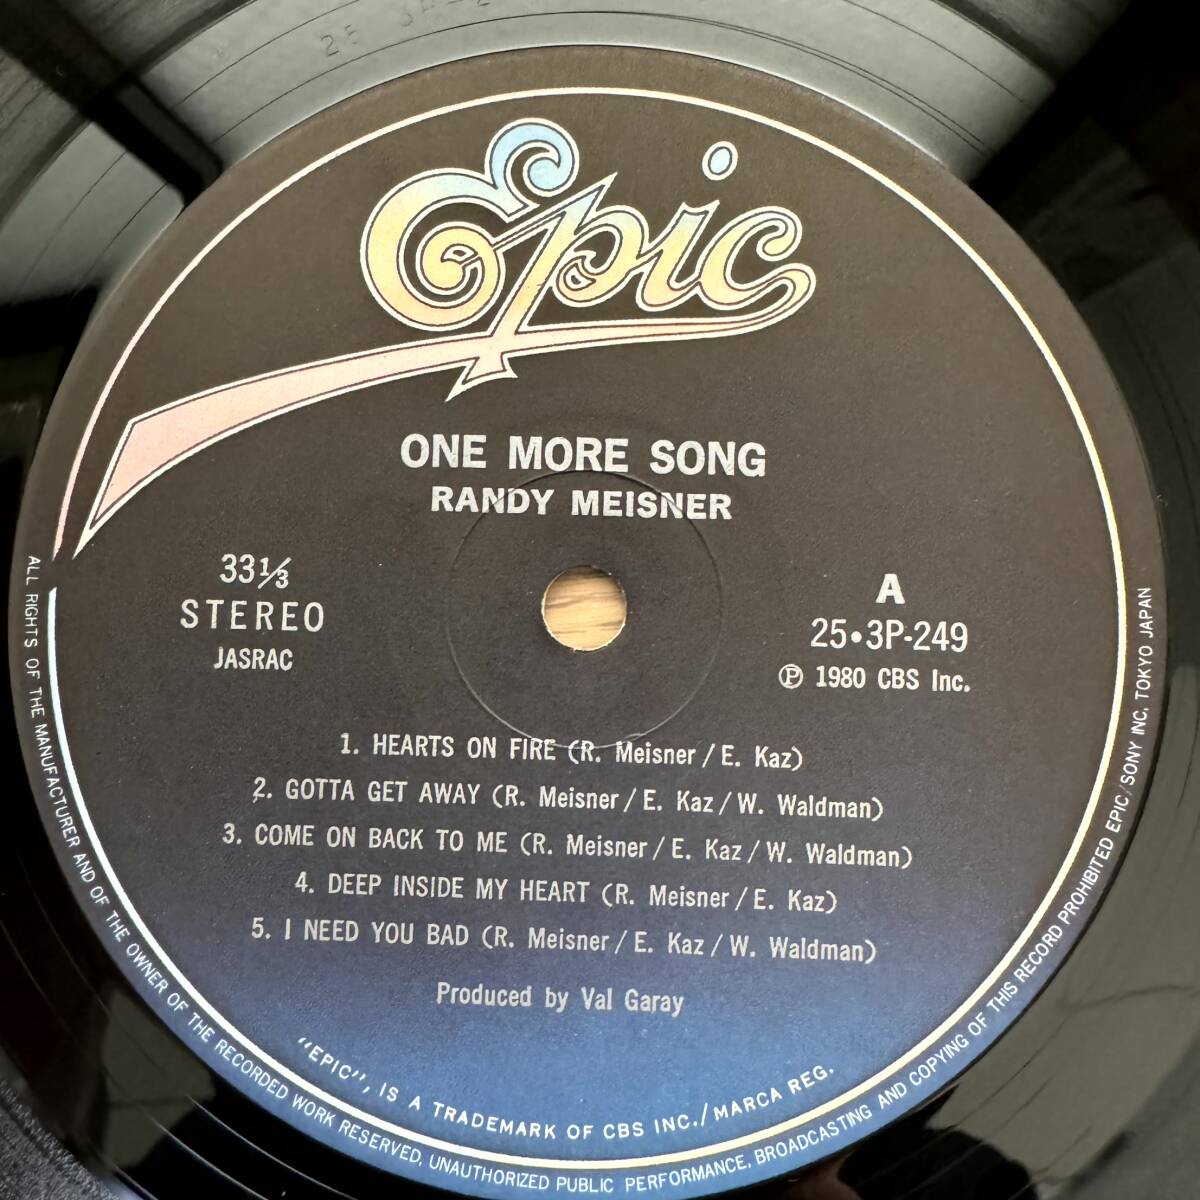 25 3P-2
Epic
ONE MORE SONG
RANDY MEISNER
33⅓
STEREO
JASRAC
A
25•3P-249
℗ 1980 CBS Inc.
1. HEARTS ON FIRE (R. Meisner / E. Kaz)
2. GOTTA GET AWAY (R. Meisner / E. Kaz / W. Waldman)
3. COME ON BACK TO ME (R. Meisner / E. Kaz / W. Waldman)
4. DEEP INSIDE MY HEART (R. Meisner / E. Kaz)
5. I NEED YOU BAD (R. Meisner / E. Kaz / W. Waldman)
Produced by Val Garay
"EPIC", IS A TRADEMARK OF CBS INC./MARCA REG.
ALL RIGHTS OF THE MANUFACTURER AND OF THE OWNER OF THE RECORDED WORK RESERVED, UNAUTHORIZED PUBLIC PERFORMANCE, BROADCASTING AND COPYING OF THIS RECORD PROHIBITED EPIC/SONY INC, TOKYO JAPAN